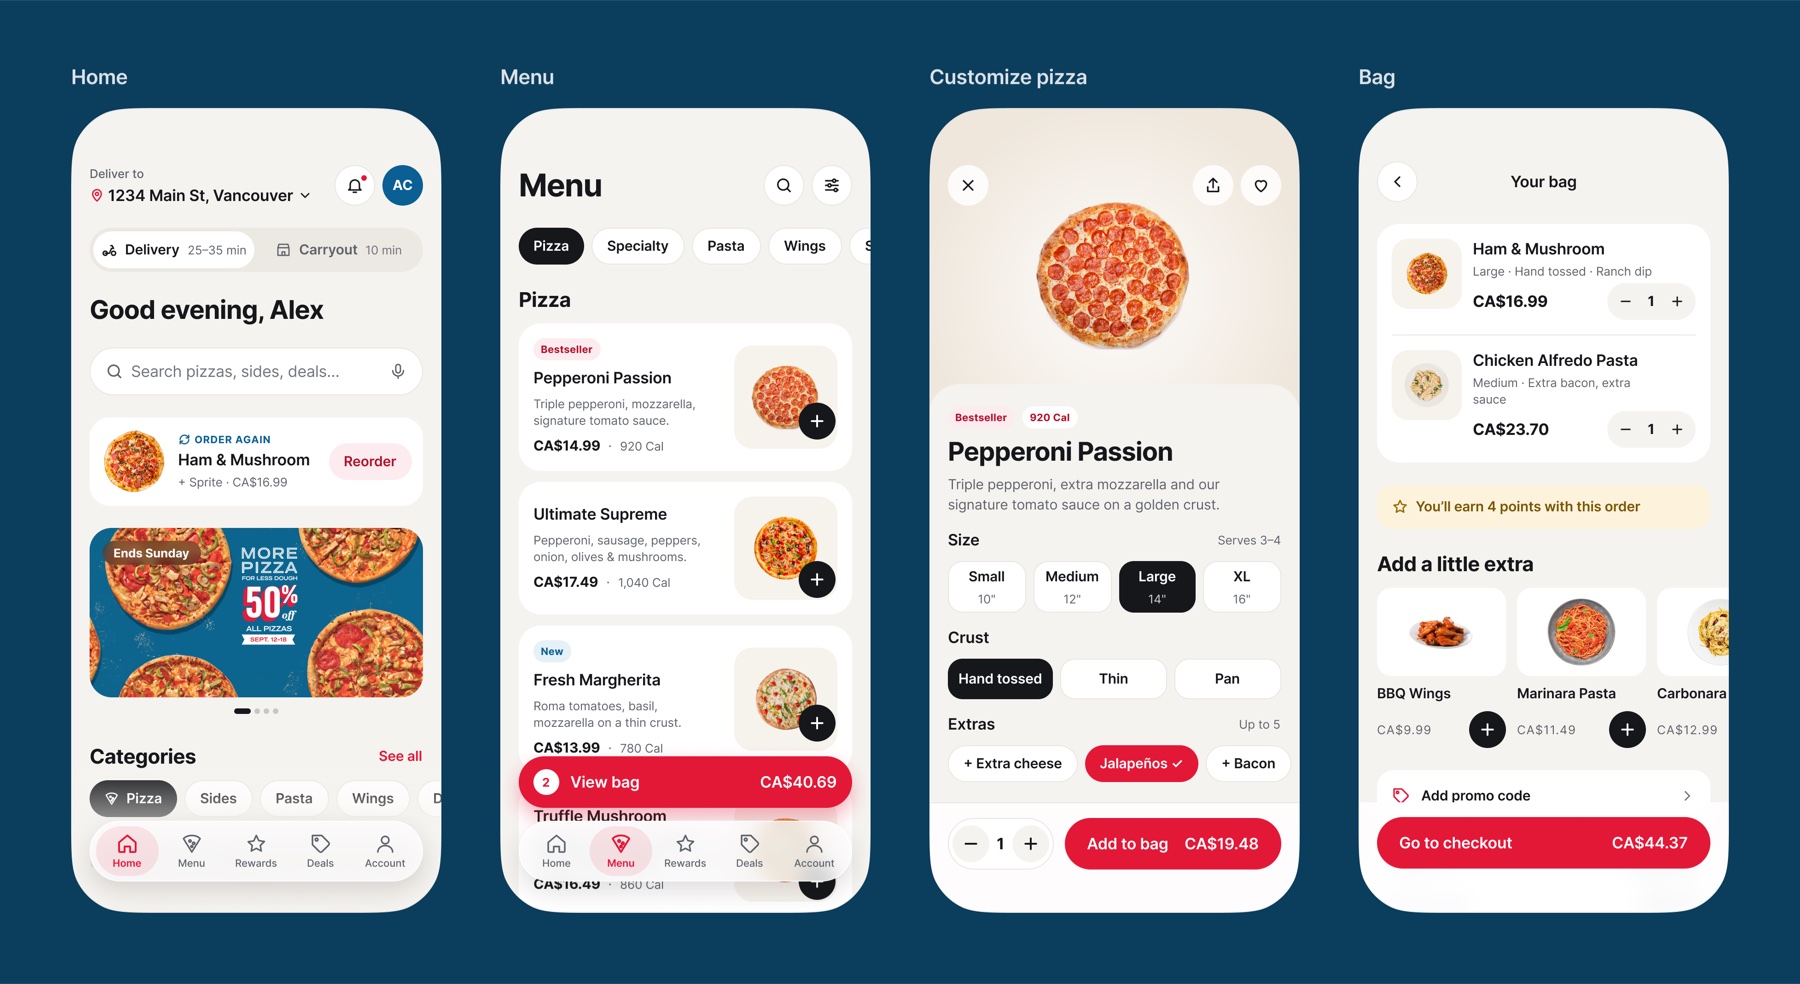 Home
Deliver to
1234 Main St, Vancouver
AC
Delivery 25–35 min
Carryout 10 min
Good evening, Alex
Search pizzas, sides, deals...
ORDER AGAIN
Ham & Mushroom
+ Sprite · CA$16.99
Reorder
Ends Sunday
MORE
PIZZA
FOR LESS DOUGH
50%
off
ALL PIZZAS
SEPT. 12-18
Categories
See all
Pizza
Sides
Pasta
Wings
D
Home
Menu
Rewards
Deals
Account
Menu
Menu
Pizza
Specialty
Pasta
Wings
S
Pizza
Bestseller
Pepperoni Passion
Triple pepperoni, mozzarella,
signature tomato sauce.
CA$14.99 · 920 Cal
Ultimate Supreme
Pepperoni, sausage, peppers,
onion, olives & mushrooms.
CA$17.49 · 1,040 Cal
New
Fresh Margherita
Roma tomatoes, basil,
mozzarella on a thin crust.
CA$13.99 · 780 Cal
2 View bag CA$40.69
Truffle Mushroom
Home
Menu
Rewards
Deals
Account
CA$16.49 · 860 Cal
Customize pizza
Bestseller
920 Cal
Pepperoni Passion
Triple pepperoni, extra mozzarella and our
signature tomato sauce on a golden crust.
Size
Serves 3–4
Small
10"
Medium
12"
Large
14"
XL
16"
Crust
Hand tossed
Thin
Pan
Extras
Up to 5
+ Extra cheese
Jalapeños ✓
+ Bacon
− 1 +
Add to bag CA$19.48
Bag
Your bag
Ham & Mushroom
Large · Hand tossed · Ranch dip
CA$16.99
− 1 +
Chicken Alfredo Pasta
Medium · Extra bacon, extra
sauce
CA$23.70
− 1 +
You'll earn 4 points with this order
Add a little extra
BBQ Wings
CA$9.99
Marinara Pasta
CA$11.49
Carbonara
CA$12.99
Add promo code
Go to checkout CA$44.37